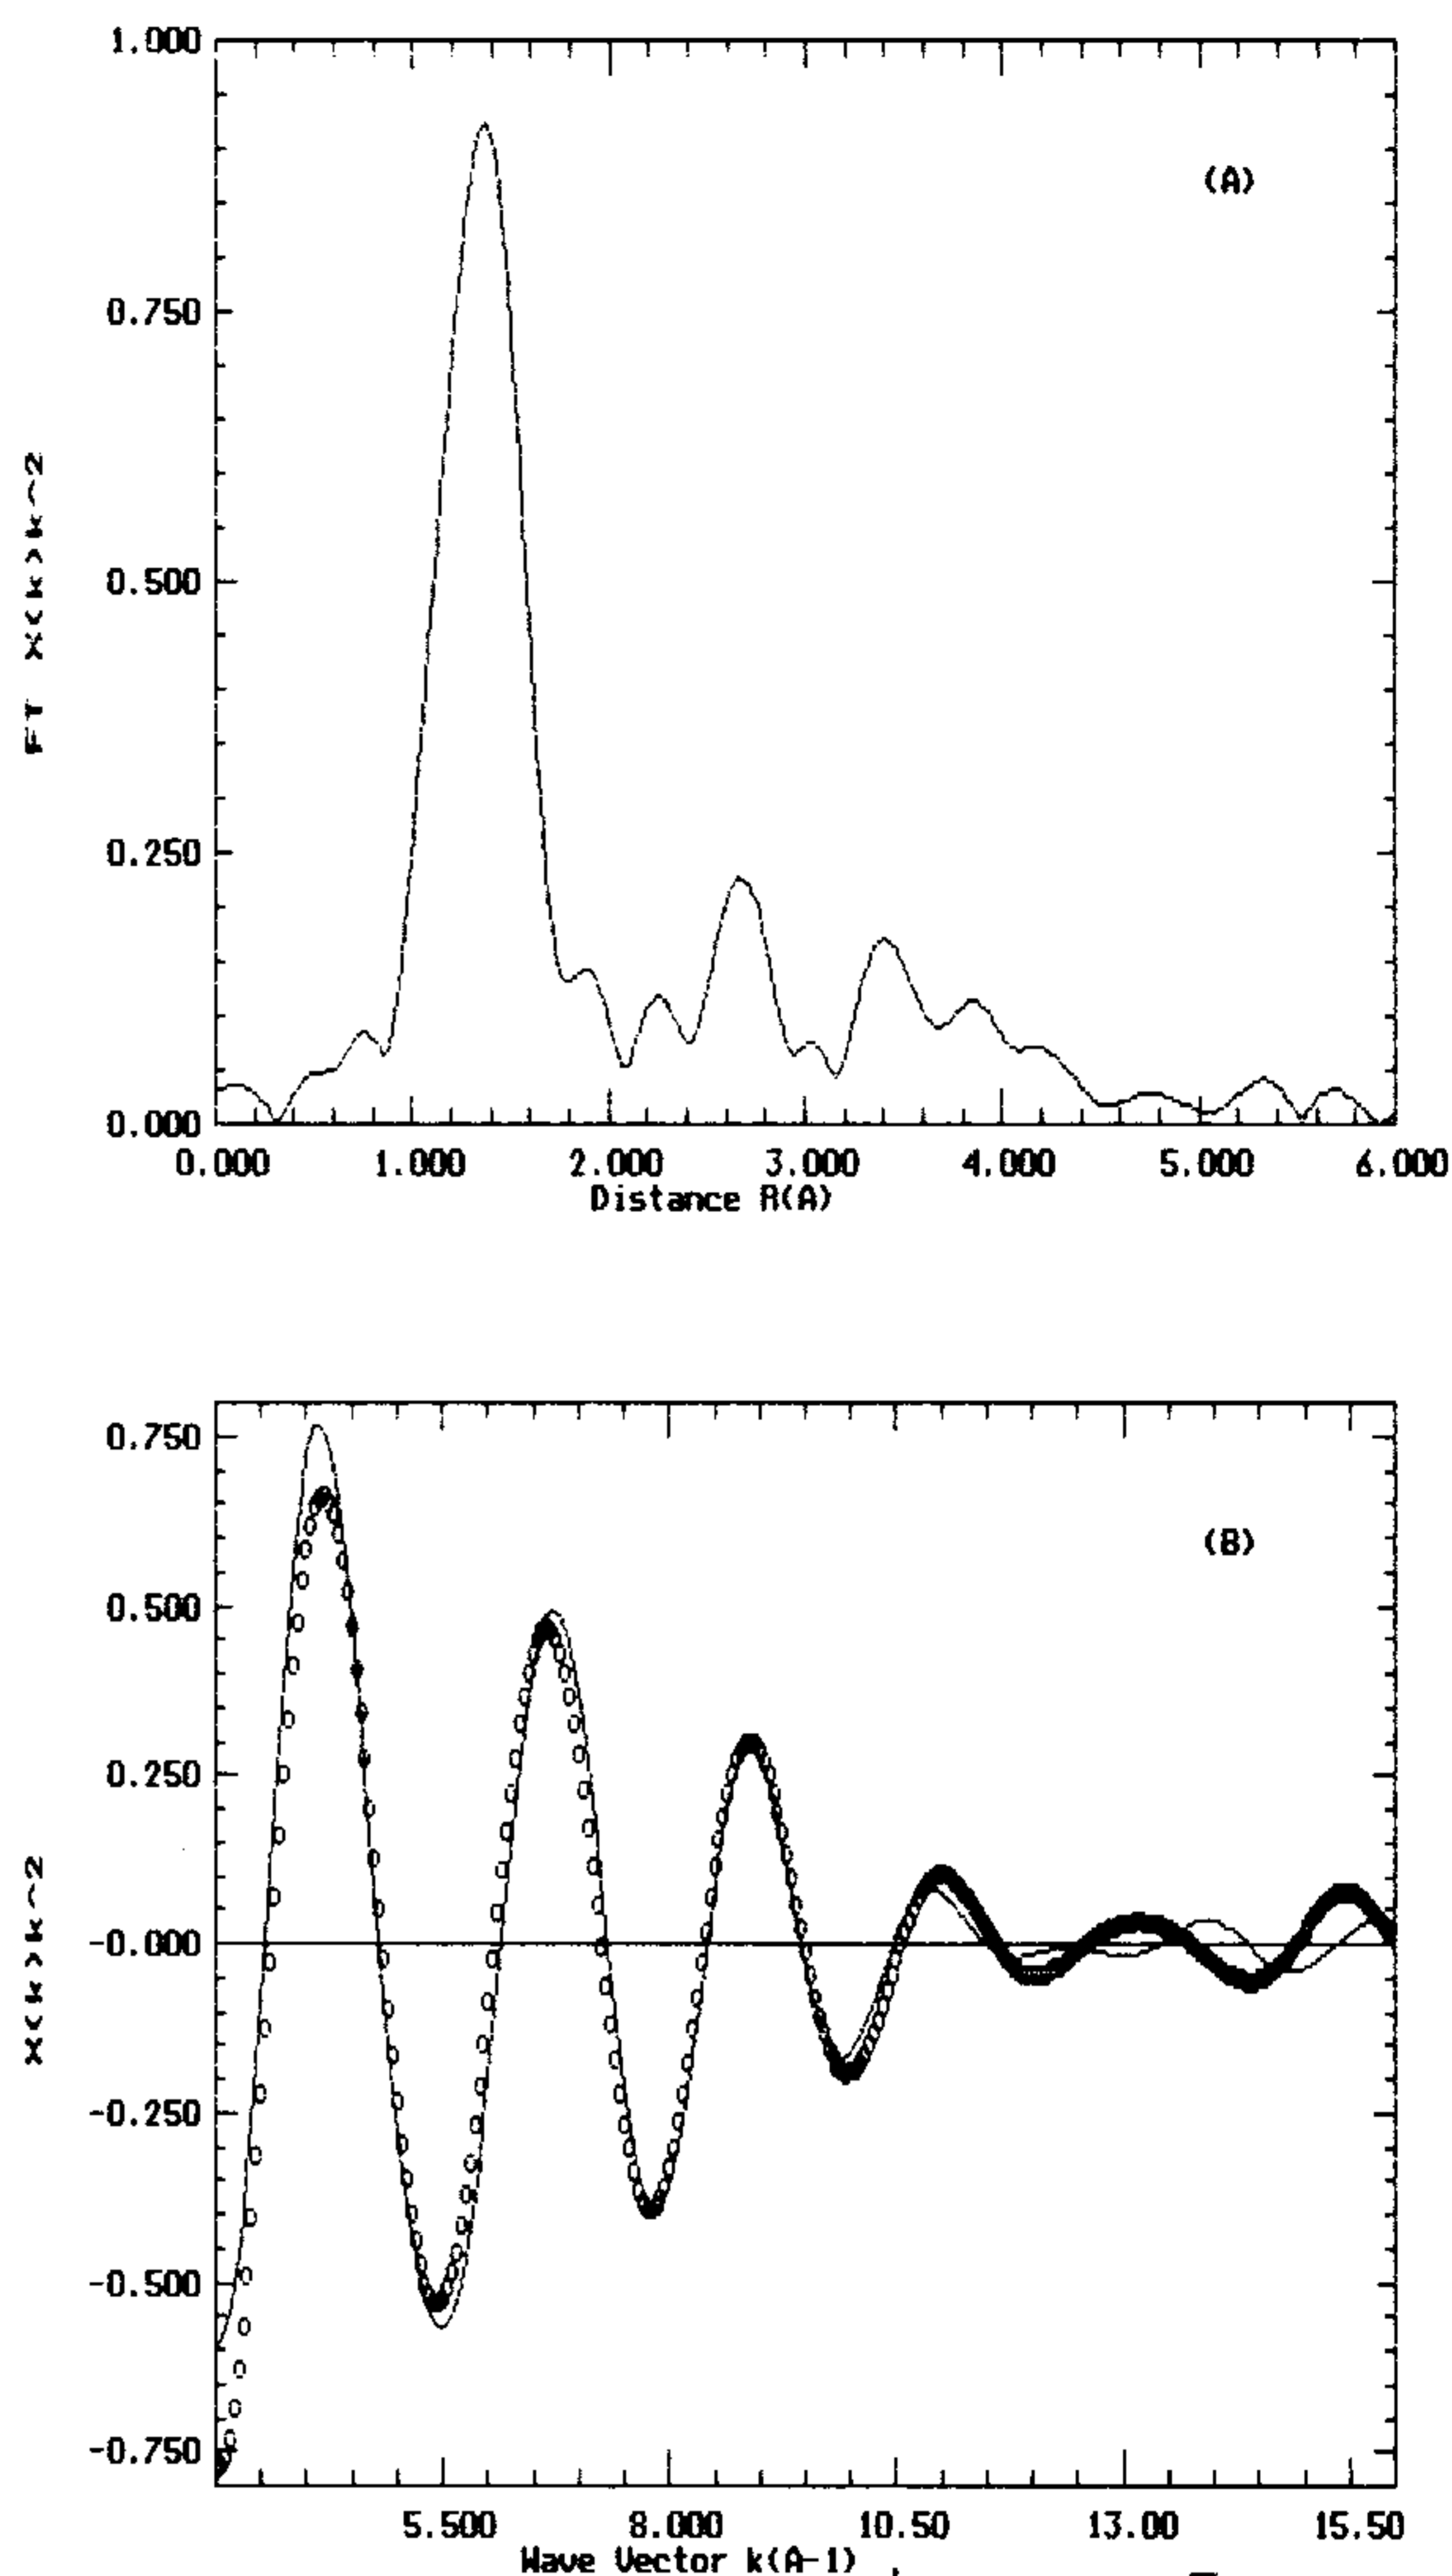 1.000
(A)
0.750
FT X(k)k^2
0.500
0.250
0.000
0.000 1.000 2.000 3.000 4.000 5.000 6.000
Distance R(A)
0.750
(B)
0.500
0.250
X(k)k^2
-0.000
-0.250
-0.500
-0.750
5.500 8.000 10.50 13.00 15.50
Wave Vector k(A-1)